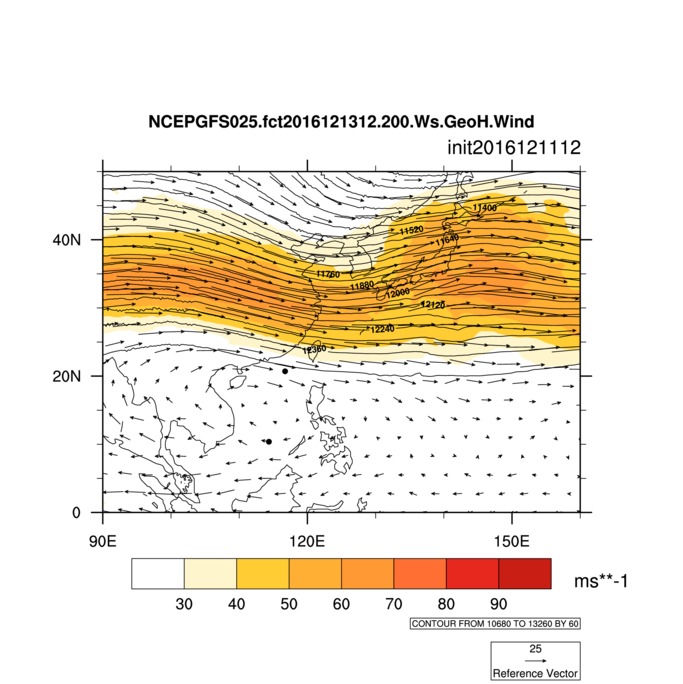 NCEPGFS025.fct2016121312.200.Ws.GeoH.Wind
init2016121112
11400
11520
11640
40N
11760
11880
12000
12120
12240
12360
20N
0
90E 120E 150E
30 40 50 60 70 80 90
ms**-1
CONTOUR FROM 10680 TO 13260 BY 60
25
Reference Vector